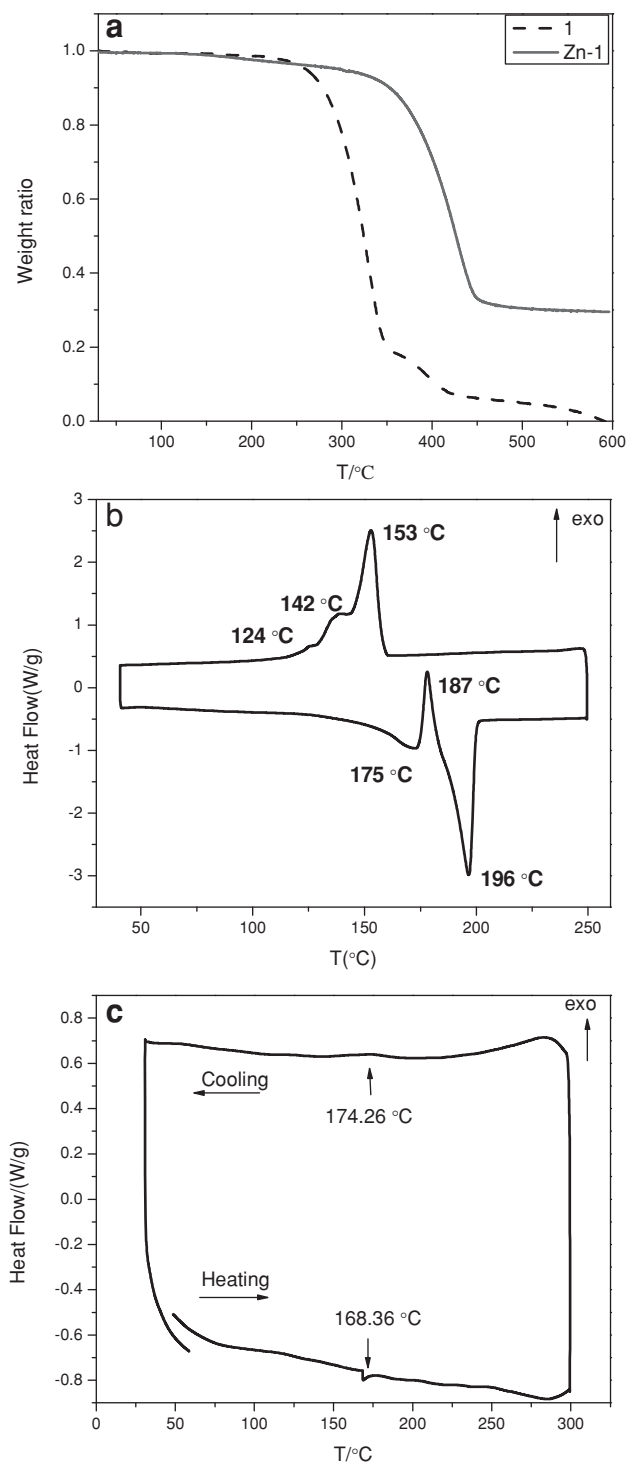 a
1
Zn-1
1.0
0.8
0.6
0.4
0.2
0.0
Weight ratio
100 200 300 400 500 600
T/°C
b
exo
3
2
1
0
-1
-2
-3
153 °C
142 °C
124 °C
187 °C
175 °C
196 °C
Heat Flow(W/g)
50 100 150 200 250
T(°C)
c
exo
0.8
0.6
0.4
0.2
0.0
-0.2
-0.4
-0.6
-0.8
Cooling
174.26 °C
Heating
168.36 °C
Heat Flow/(W/g)
0 50 100 150 200 250 300
T/°C